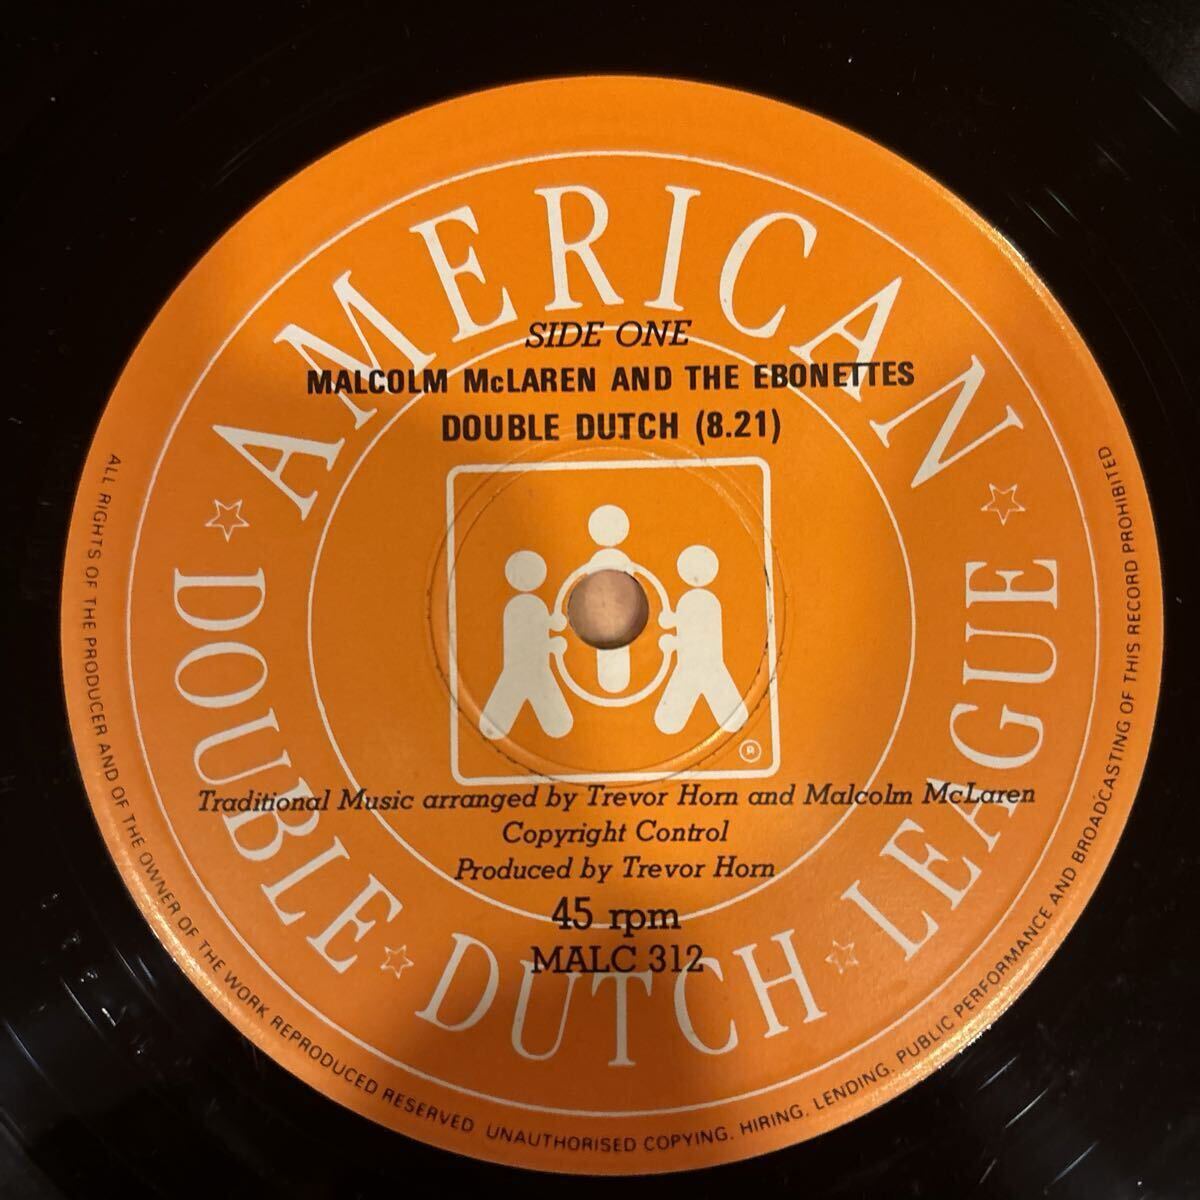 AMERICAN
SIDE ONE
MALCOLM McLAREN AND THE EBONETTES
DOUBLE DUTCH (8.21)
®
Traditional Music arranged by Trevor Horn and Malcolm McLaren
Copyright Control
Produced by Trevor Horn
45 rpm
MALC 312
DOUBLE ☆ DUTCH ☆ LEAGUE
ALL RIGHTS OF THE PRODUCER AND OF THE OWNER OF THE WORK REPRODUCED RESERVED UNAUTHORISED COPYING. HIRING. LENDING. PUBLIC PERFORMANCE AND BROADCASTING OF THIS RECORD PROHIBITED